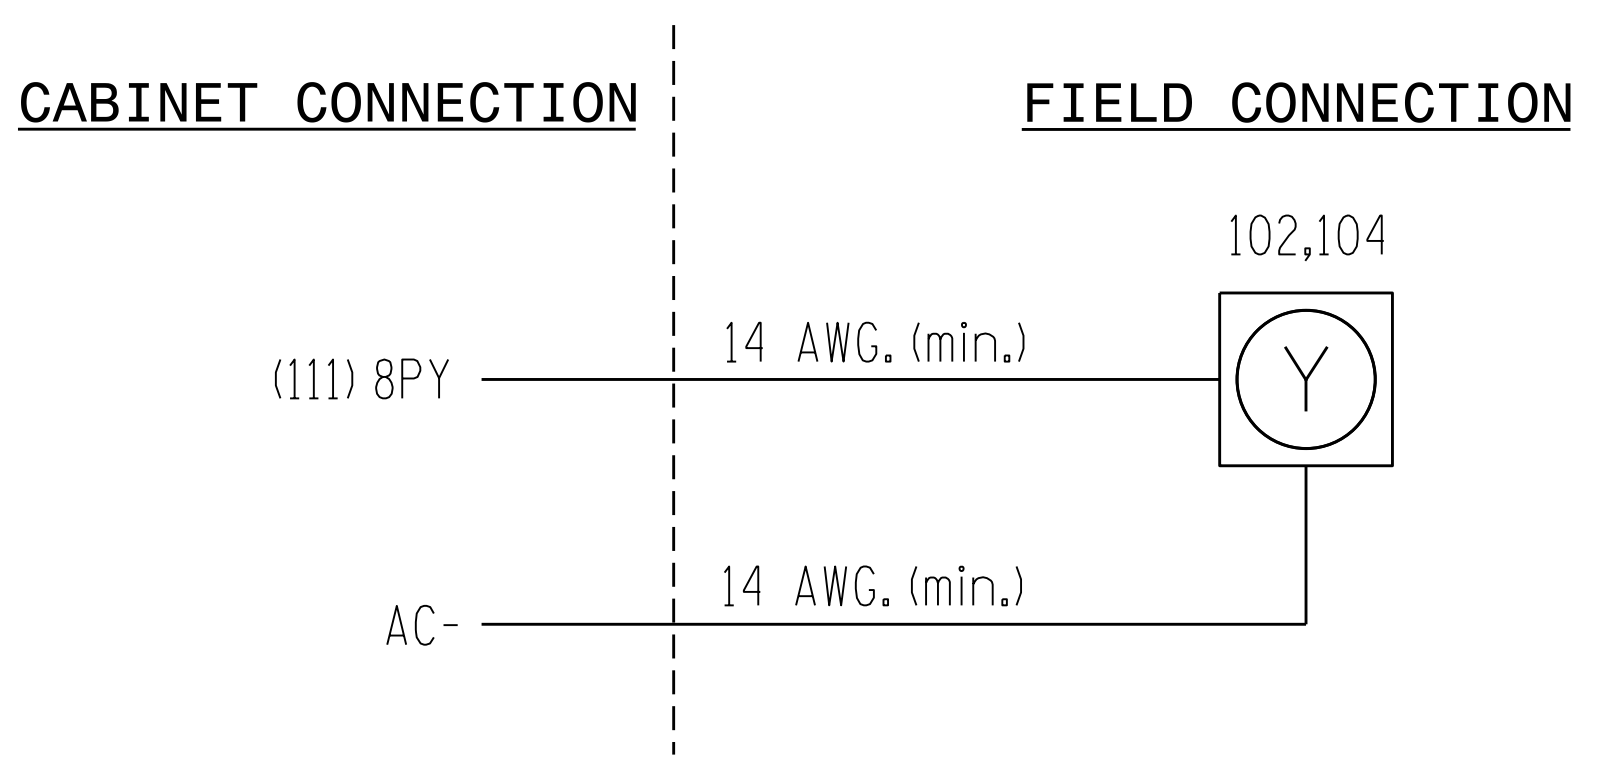 CABINET CONNECTION
FIELD CONNECTION
102,104
14 AWG. (min.)
(111) 8PY
Y
14 AWG. (min.)
AC-